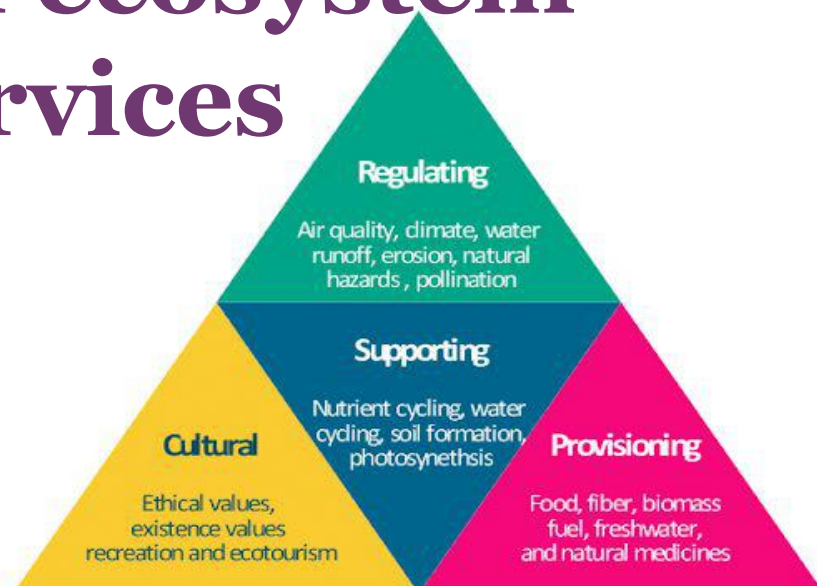 ecosystem
rvices
Regulating
Air quality, climate, water
runoff, erosion, natural
hazards , pollination
Supporting
Nutrient cycling, water
cycling, soil formation,
photosynethsis
Cultural
Ethical values,
existence values
recreation and ecotourism
Provisioning
Food, fiber, biomass
fuel, freshwater,
and natural medicines